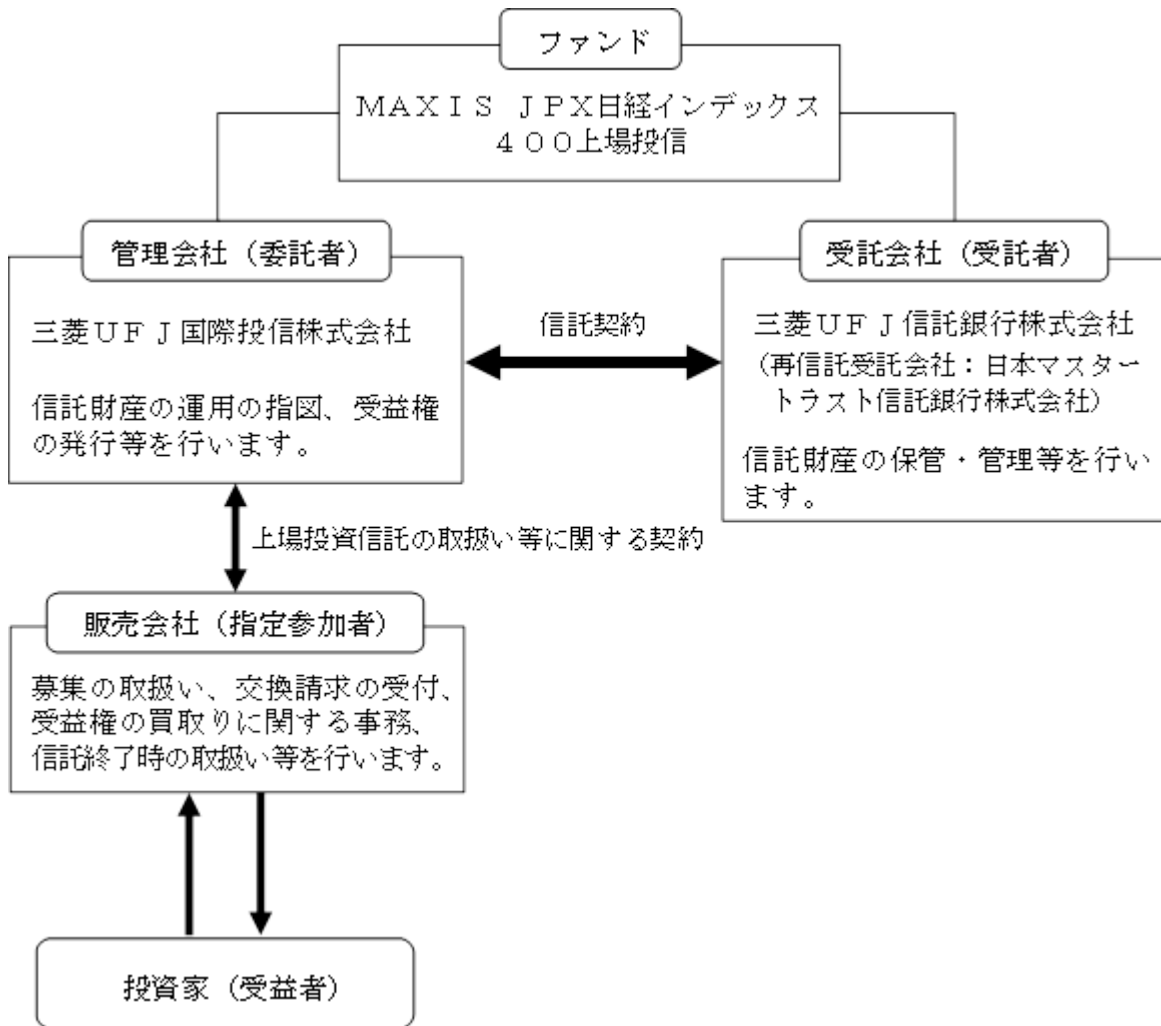 ファンド
ＭＡＸＩＳ ＪＰＸ日経インデックス
４００上場投信
管理会社（委託者）
三菱ＵＦＪ国際投信株式会社
信託財産の運用の指図、受益権
の発行等を行います。
信託契約
受託会社（受託者）
三菱ＵＦＪ信託銀行株式会社
（再信託受託会社：日本マスター
トラスト信託銀行株式会社）
信託財産の保管・管理等を行い
ます。
上場投資信託の取扱い等に関する契約
販売会社（指定参加者）
募集の取扱い、交換請求の受付、
受益権の買取りに関する事務、
信託終了時の取扱い等を行います。
投資家（受益者）